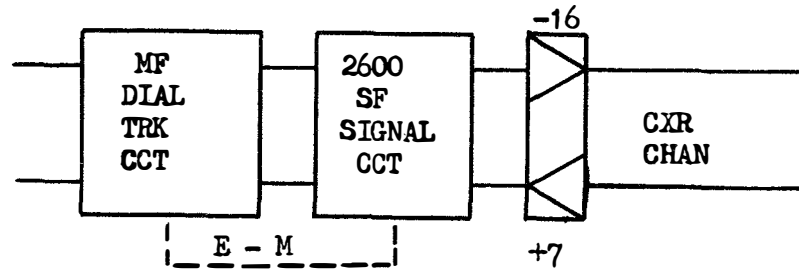 -16
MF
DIAL
TRK
CCT
2600
SF
SIGNAL
CCT
CXR
CHAN
E - M
+7